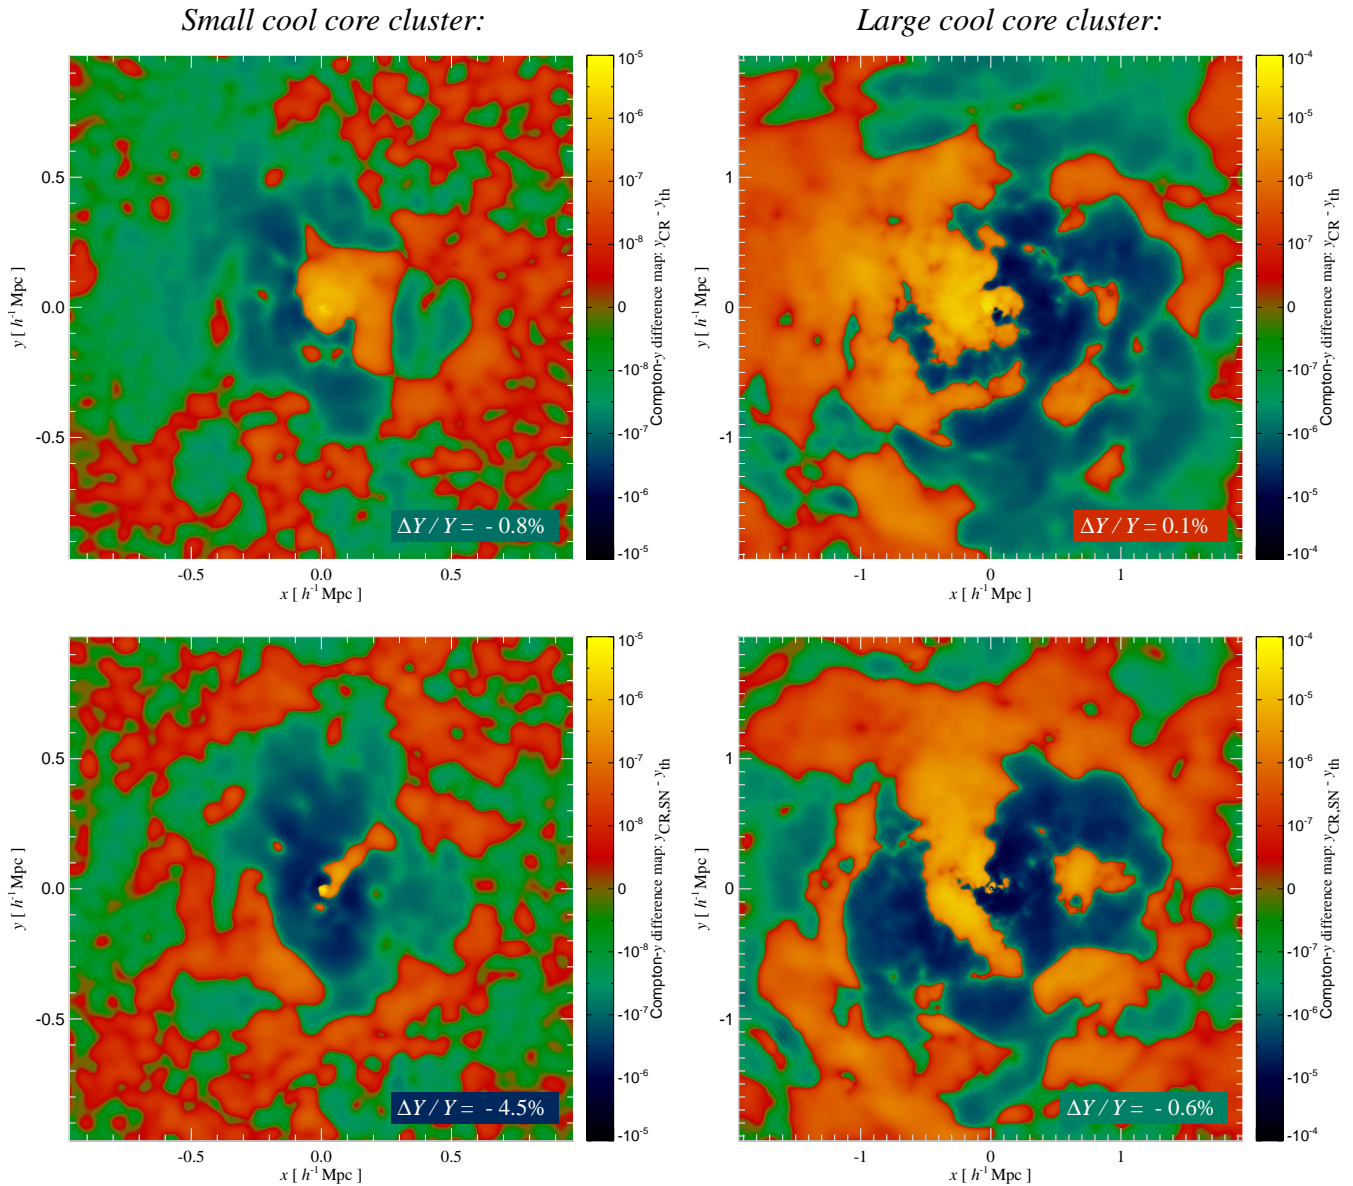 Small cool core cluster:
Large cool core cluster:
10^-5
10^-6
10^-7
10^-8
0
-10^-8
-10^-7
-10^-6
-10^-5
Compton-y difference map: y_CR - y_th
0.5
0.0
-0.5
y [ h^-1 Mpc ]
ΔY / Y = - 0.8%
-0.5 0.0 0.5
x [ h^-1 Mpc ]
10^-4
10^-5
10^-6
10^-7
0
-10^-7
-10^-6
-10^-5
-10^-4
Compton-y difference map: y_CR - y_th
1
0
-1
y [ h^-1 Mpc ]
ΔY / Y = 0.1%
-1 0 1
x [ h^-1 Mpc ]
10^-5
10^-6
10^-7
10^-8
0
-10^-8
-10^-7
-10^-6
-10^-5
Compton-y difference map: y_CR,SN - y_th
0.5
0.0
-0.5
y [ h^-1 Mpc ]
ΔY / Y = - 4.5%
-0.5 0.0 0.5
x [ h^-1 Mpc ]
10^-4
10^-5
10^-6
10^-7
0
-10^-7
-10^-6
-10^-5
-10^-4
Compton-y difference map: y_CR,SN - y_th
1
0
-1
y [ h^-1 Mpc ]
ΔY / Y = - 0.6%
-1 0 1
x [ h^-1 Mpc ]